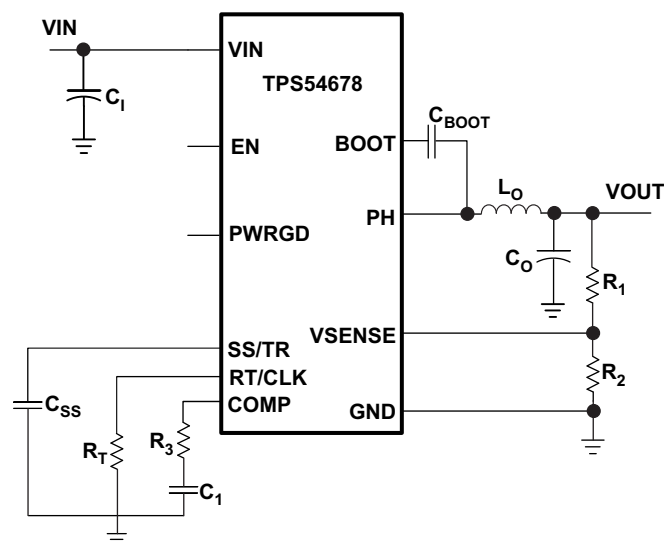 VIN
VIN
TPS54678
C_I
C_BOOT
EN
BOOT
L_O
VOUT
PH
PWRGD
C_O
R_1
SS/TR
VSENSE
RT/CLK
R_2
C_SS
COMP
GND
R_T
R_3
C_1